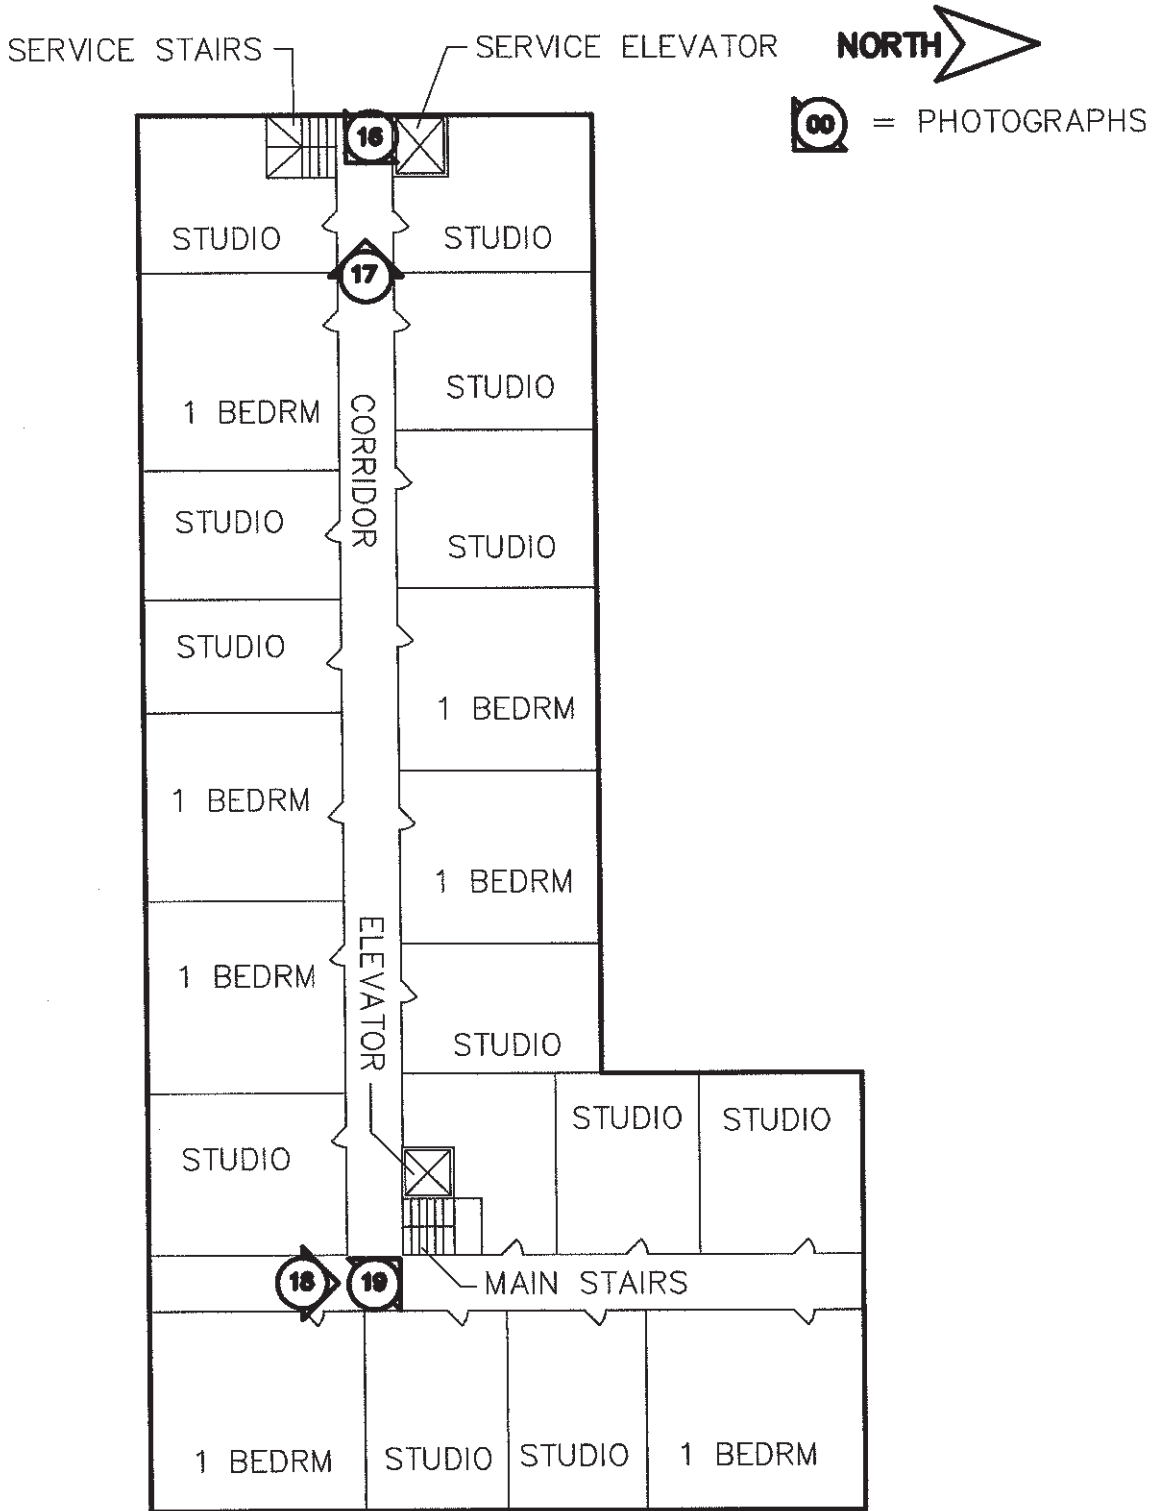 SERVICE STAIRS
SERVICE ELEVATOR
NORTH
00 = PHOTOGRAPHS
16
STUDIO
STUDIO
17
STUDIO
1 BEDRM
CORRIDOR
STUDIO
STUDIO
STUDIO
1 BEDRM
1 BEDRM
1 BEDRM
ELEVATOR
1 BEDRM
STUDIO
STUDIO
STUDIO
STUDIO
18
19
MAIN STAIRS
1 BEDRM
STUDIO
STUDIO
1 BEDRM